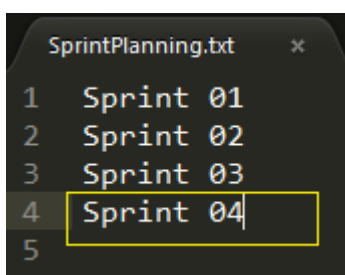 SprintPlanning.txt ×
1 Sprint 01
2 Sprint 02
3 Sprint 03
4 Sprint 04
5